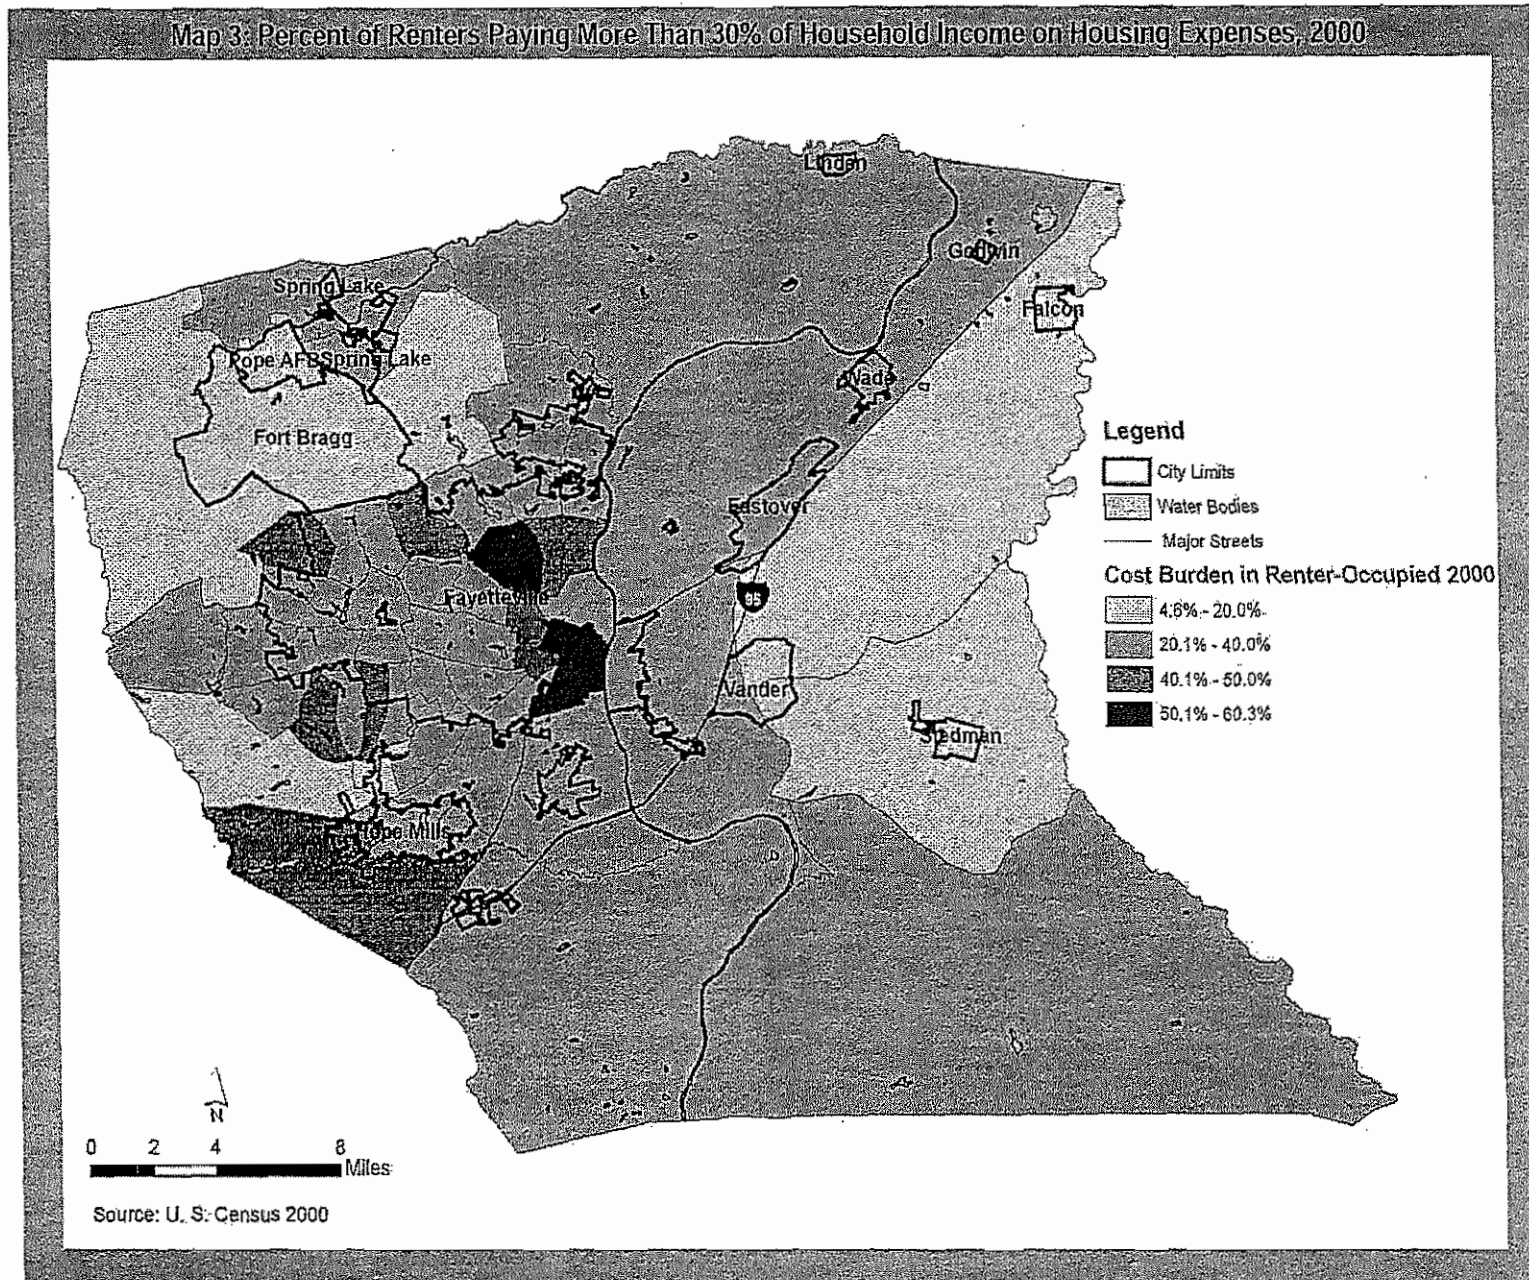 Map 3: Percent of Renters Paying More Than 30% of Household Income on Housing Expenses, 2000
Linden
Godwin
Spring Lake
Falcon
Pope AFB
Spring Lake
Wade
Fort Bragg
Eastover
Fayetteville
95
Vander
Stedman
Hope Mills
Legend
City Limits
Water Bodies
Major Streets
Cost Burden in Renter-Occupied 2000
4.6% - 20.0%
20.1% - 40.0%
40.1% - 50.0%
50.1% - 60.3%
N
0 2 4 8
Miles
Source: U. S. Census 2000